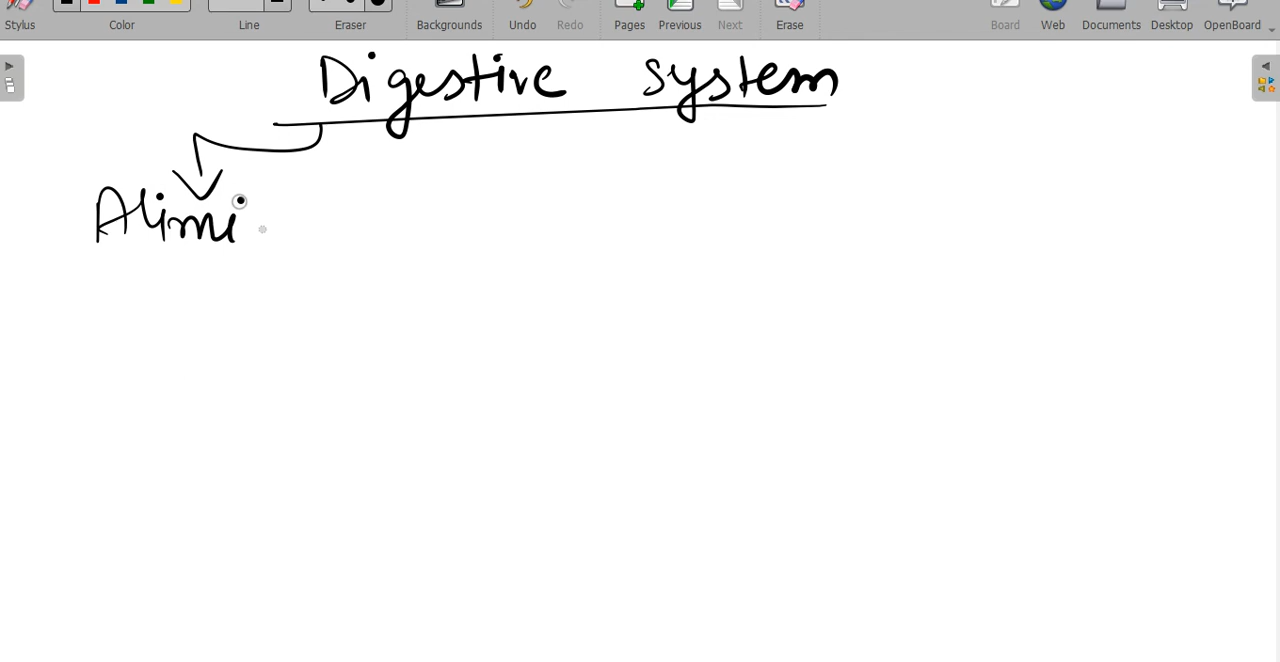 Stylus Color Line Eraser Backgrounds Undo Redo Pages Previous Next Erase Board Web Documents Desktop OpenBoard
Digestive System
Alimi